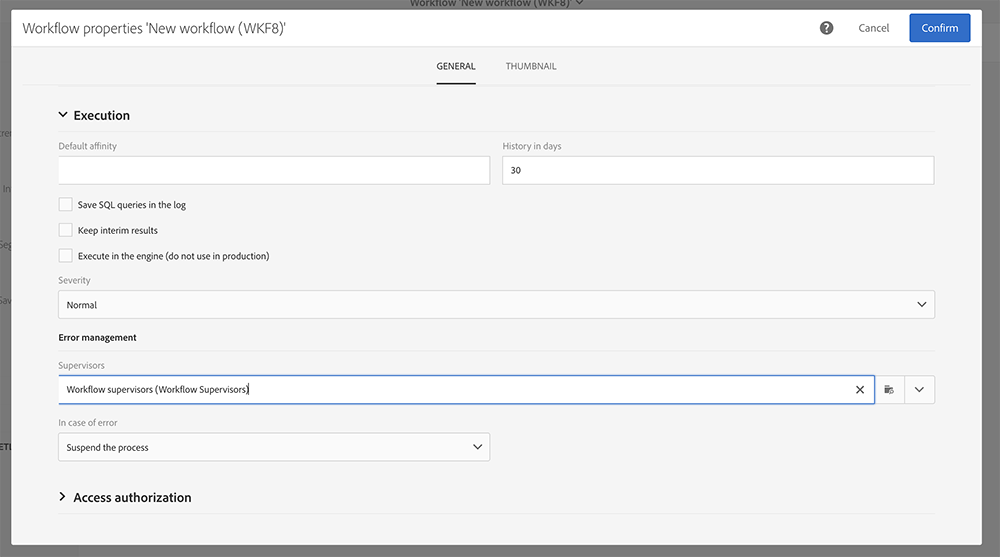 Workflow 'New workflow (WKF8)'
Workflow properties 'New workflow (WKF8)'
? Cancel Confirm
GENERAL THUMBNAIL
Execution
Default affinity History in days
30
Save SQL queries in the log
Keep interim results
Execute in the engine (do not use in production)
Severity
Normal
Error management
Supervisors
Workflow supervisors (Workflow Supervisors)
In case of error
Suspend the process
Access authorization